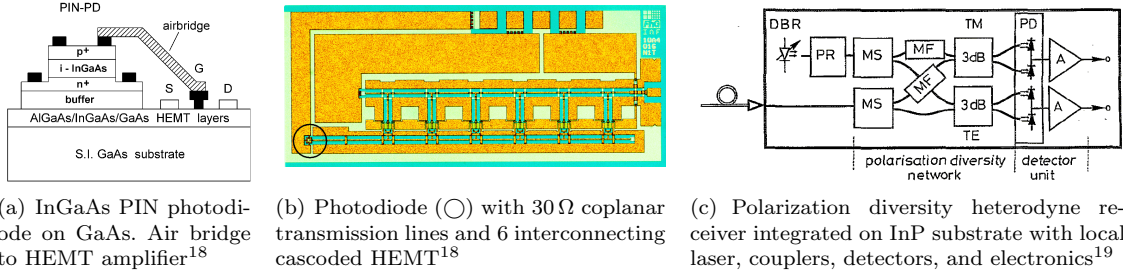 PIN-PD
airbridge
p+
i - InGaAs
n+
buffer
S
G
D
AlGaAs/InGaAs/GaAs HEMT layers
S.I. GaAs substrate
(a) InGaAs PIN photodi-
ode on GaAs. Air bridge
to HEMT amplifier18
(b) Photodiode (◯) with 30 Ω coplanar
transmission lines and 6 interconnecting
cascoded HEMT18
DBR
TM
PD
PR
MS
MF
3dB
A
MF
MS
3dB
A
TE
polarisation diversity
network
detector
unit
(c) Polarization diversity heterodyne re-
ceiver integrated on InP substrate with local
laser, couplers, detectors, and electronics19